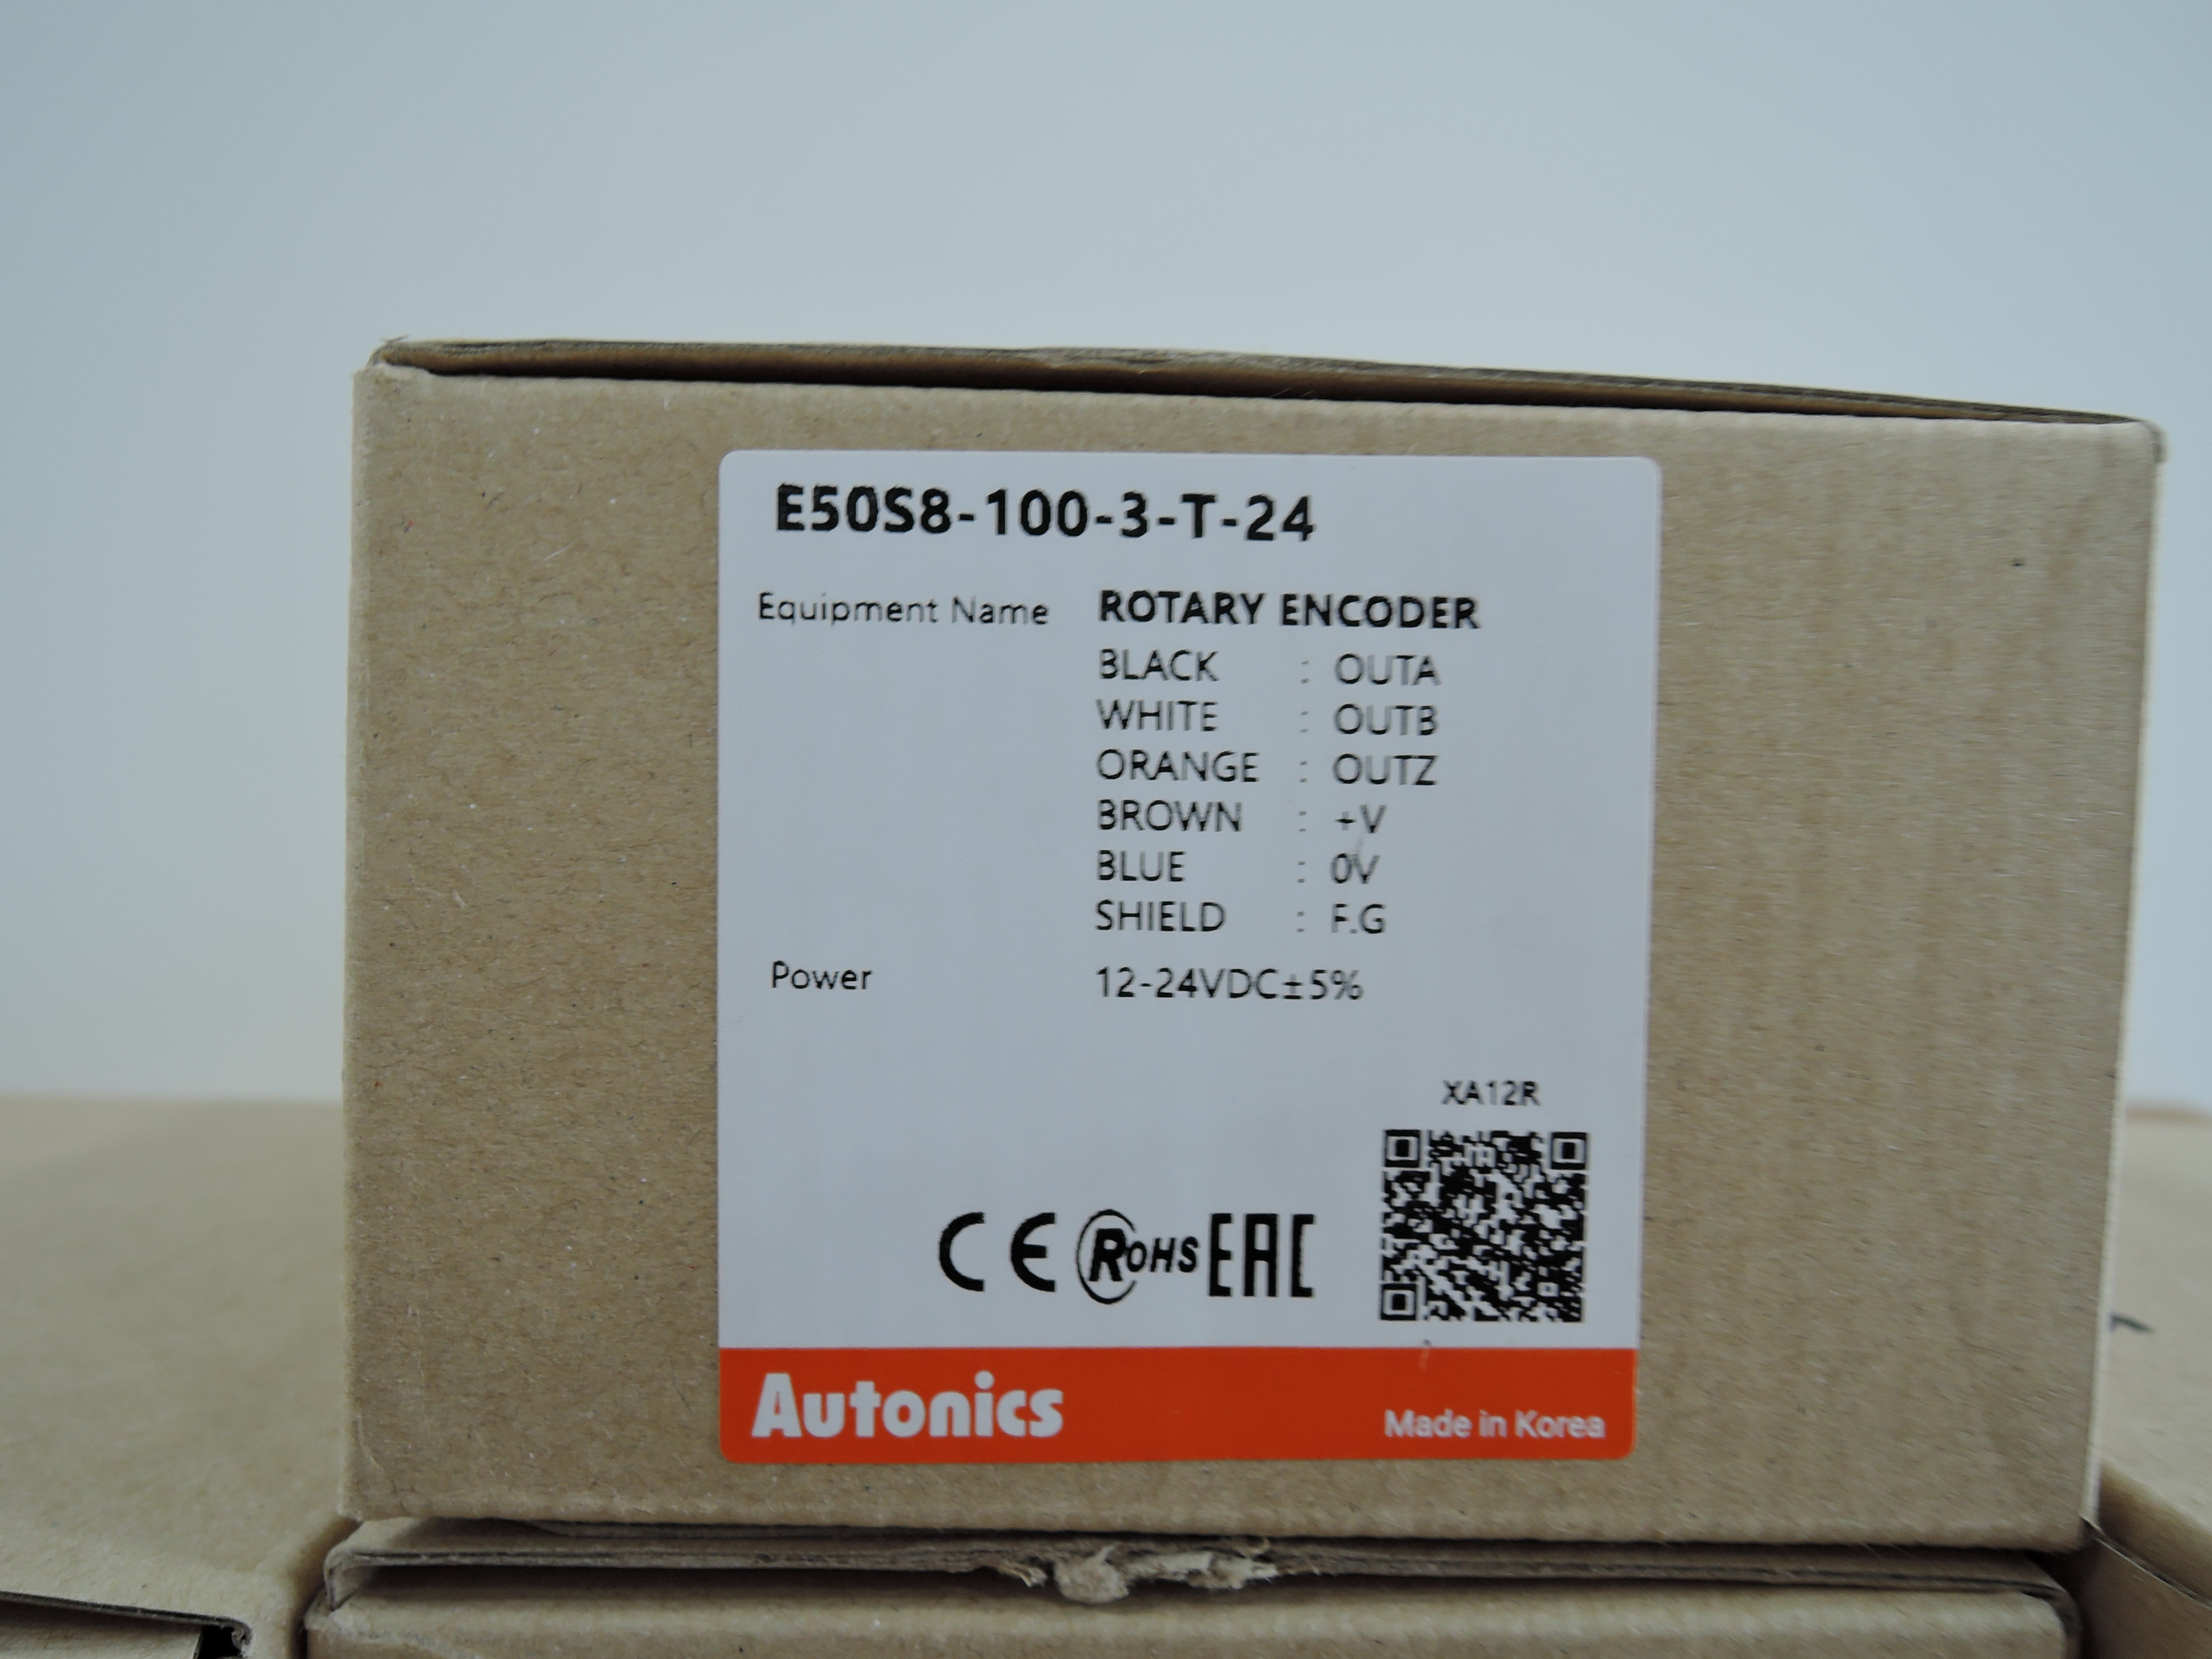 E50S8-100-3-T-24
Equipment Name ROTARY ENCODER
BLACK : OUTA
WHITE : OUTB
ORANGE : OUTZ
BROWN : +V
BLUE : 0V
SHIELD : F.G
Power 12-24VDC±5%
XA12R
CE RoHS EAC
Autonics Made in Korea